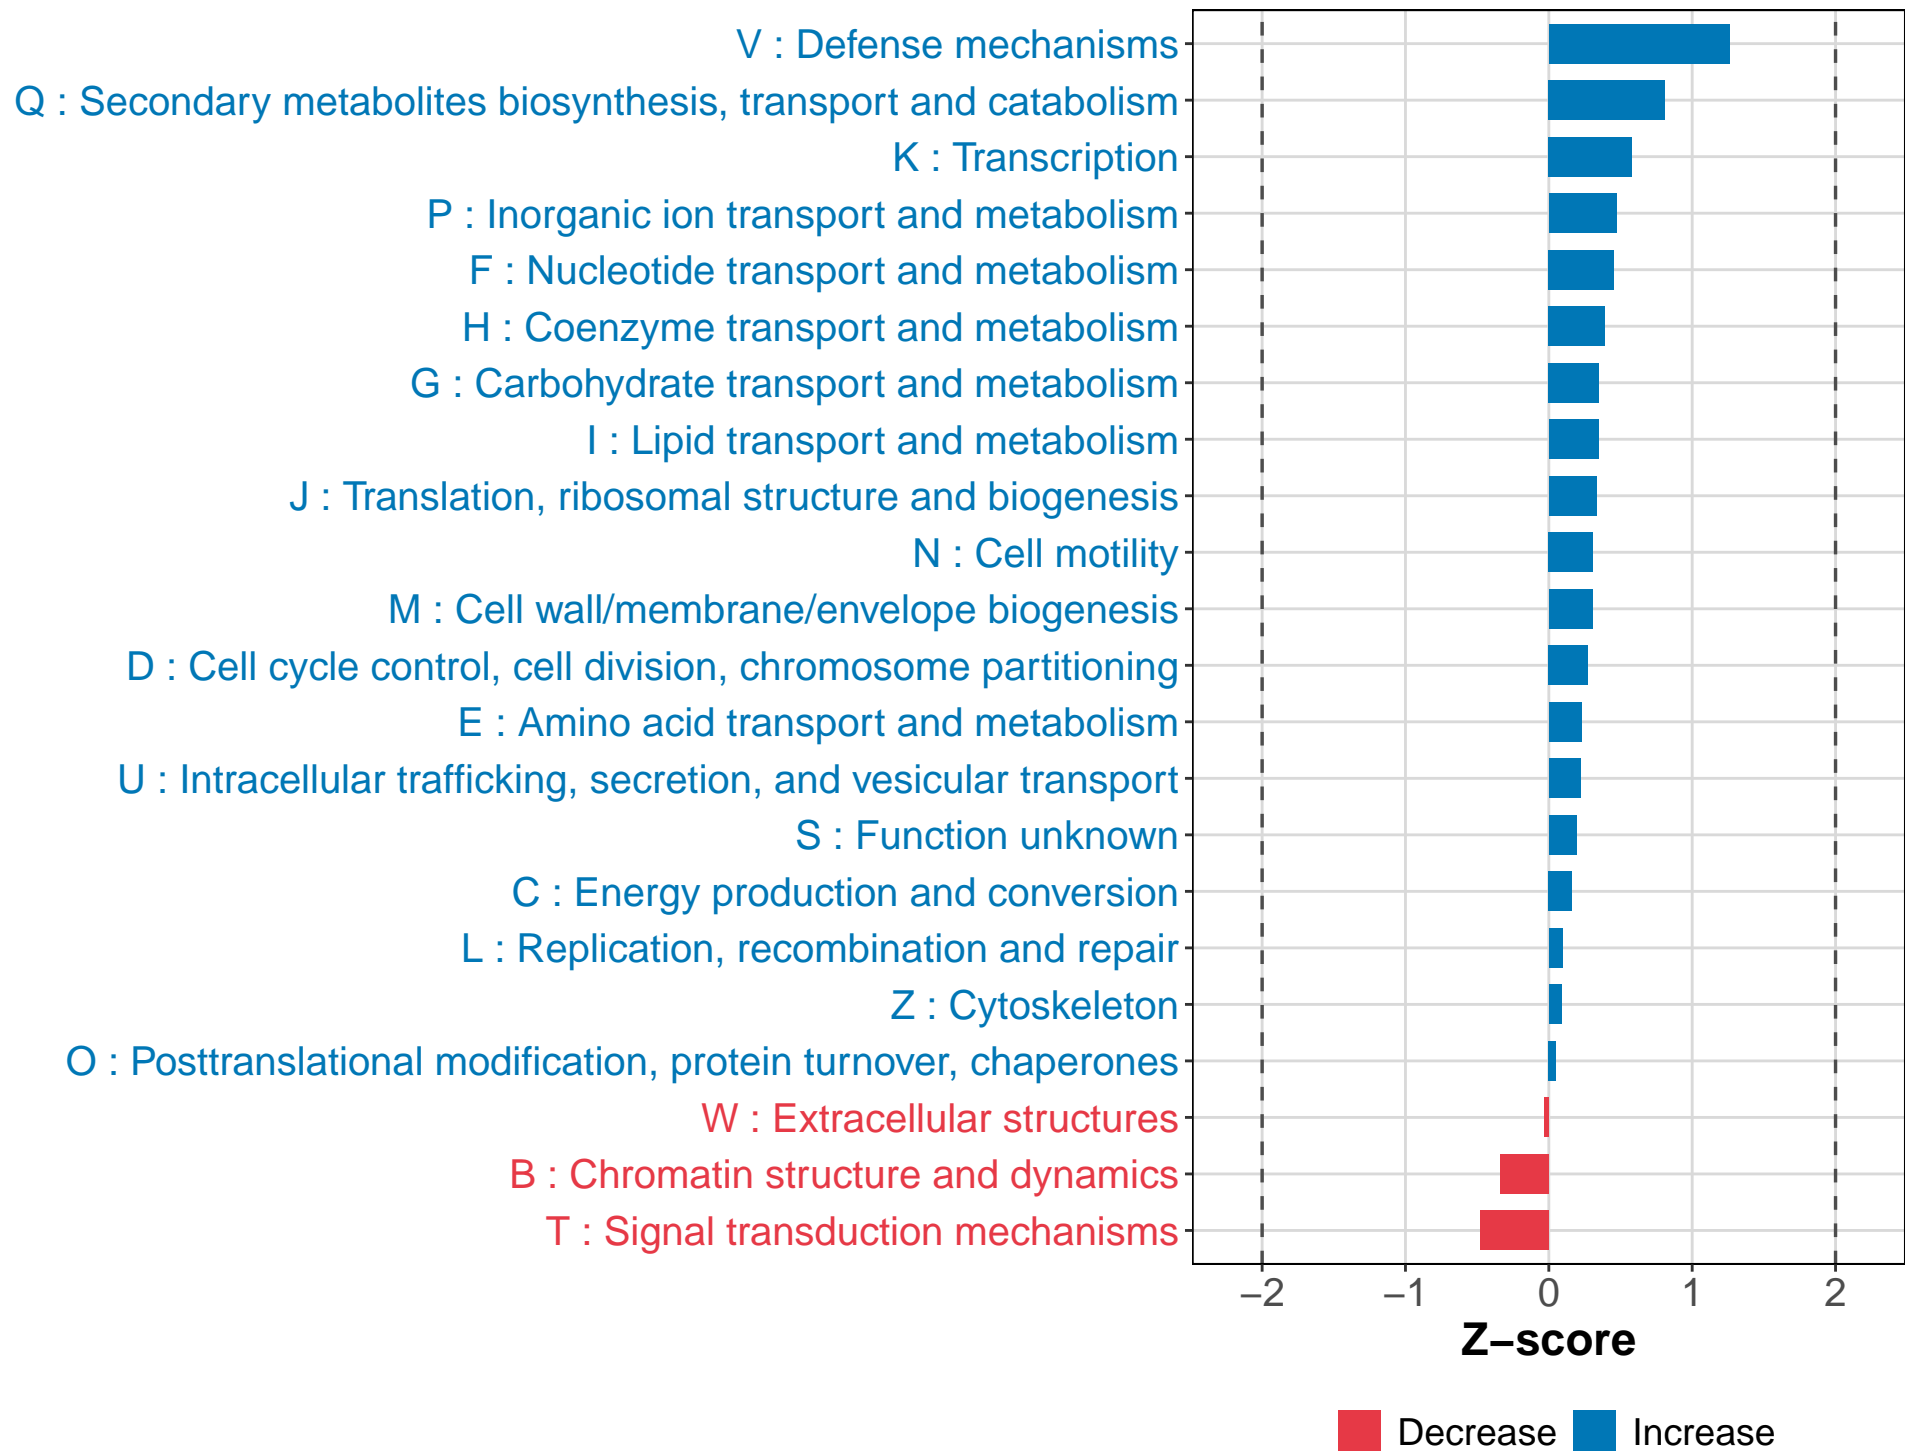 V : Defense mechanisms
Q : Secondary metabolites biosynthesis, transport and catabolism
K : Transcription
P : Inorganic ion transport and metabolism
F : Nucleotide transport and metabolism
H : Coenzyme transport and metabolism
G : Carbohydrate transport and metabolism
I : Lipid transport and metabolism
J : Translation, ribosomal structure and biogenesis
N : Cell motility
M : Cell wall/membrane/envelope biogenesis
D : Cell cycle control, cell division, chromosome partitioning
E : Amino acid transport and metabolism
U : Intracellular trafficking, secretion, and vesicular transport
S : Function unknown
C : Energy production and conversion
L : Replication, recombination and repair
Z : Cytoskeleton
O : Posttranslational modification, protein turnover, chaperones
W : Extracellular structures
B : Chromatin structure and dynamics
T : Signal transduction mechanisms
−2 −1 0 1 2
Z−score
Decrease Increase